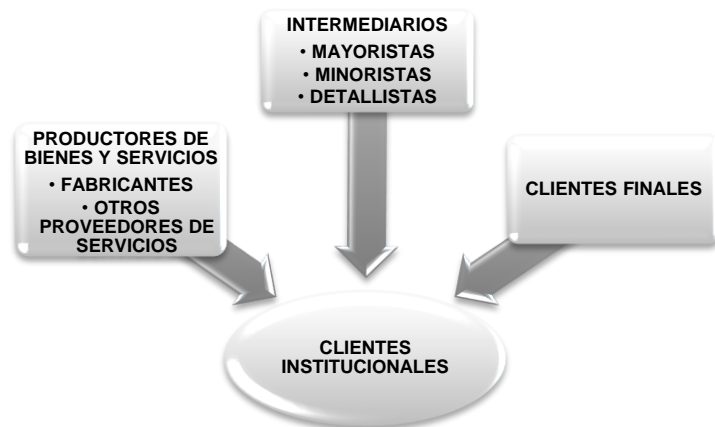 INTERMEDIARIOS
• MAYORISTAS
• MINORISTAS
• DETALLISTAS
PRODUCTORES DE
BIENES Y SERVICIOS
• FABRICANTES
• OTROS
PROVEEDORES DE
SERVICIOS
CLIENTES FINALES
CLIENTES
INSTITUCIONALES